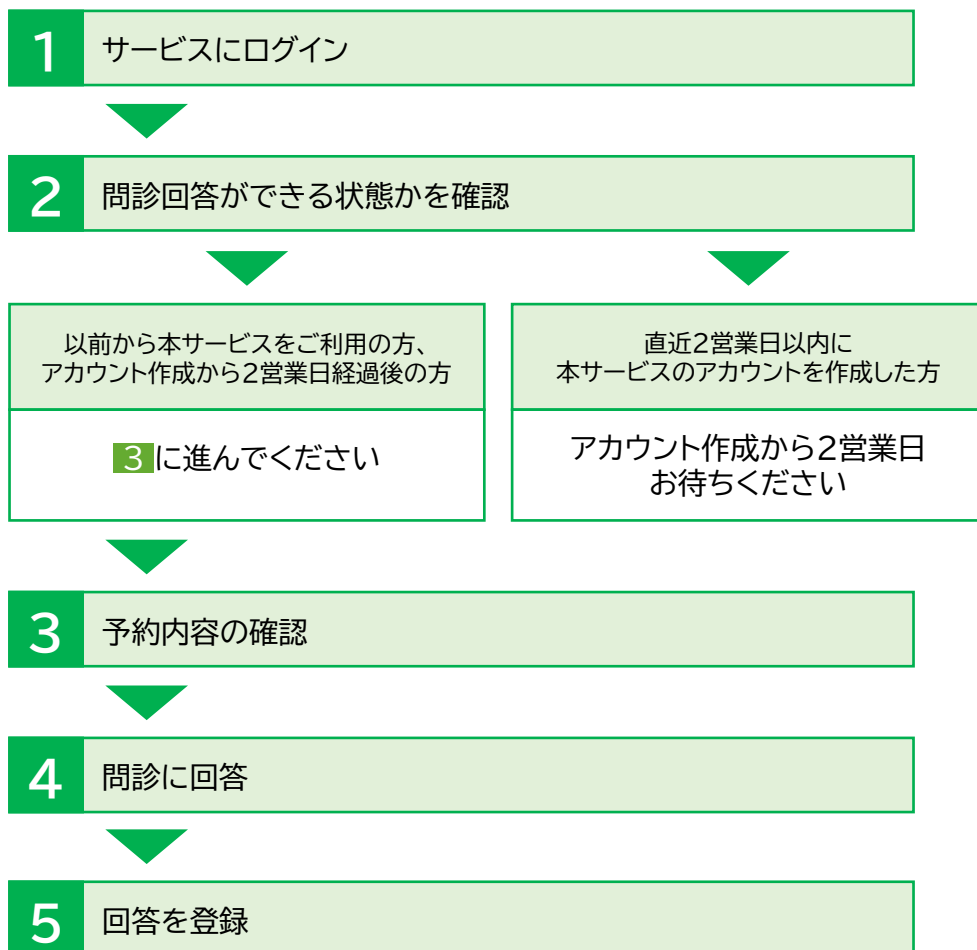 1 サービスにログイン
2 問診回答ができる状態かを確認
以前から本サービスをご利用の方、
アカウント作成から2営業日経過後の方
3 に進んでください
直近2営業日以内に
本サービスのアカウントを作成した方
アカウント作成から2営業日
お待ちください
3 予約内容の確認
4 問診に回答
5 回答を登録